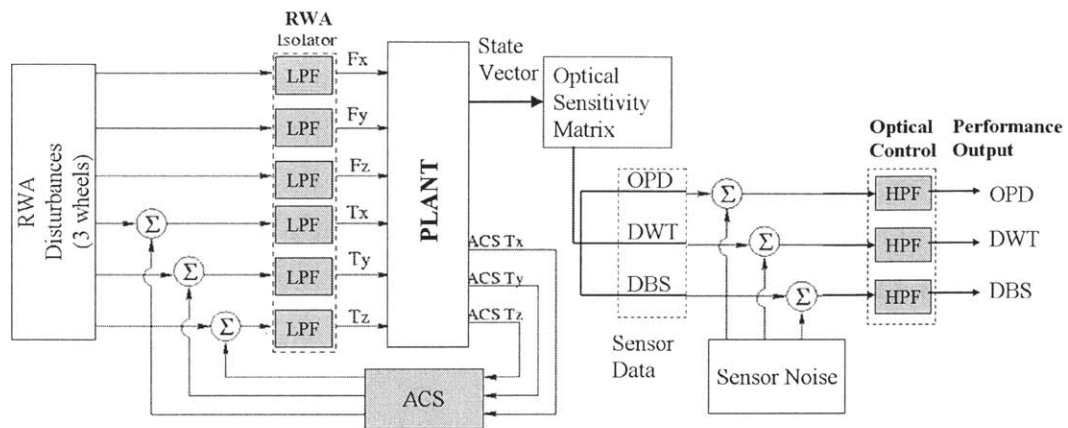 RWA
Isolator
RWA
Disturbances
(3 wheels)
LPF
Fx
LPF
Fy
LPF
Fz
Σ
LPF
Tx
Σ
LPF
Ty
Σ
LPF
Tz
PLANT
ACS Tx
ACS Ty
ACS Tz
ACS
State
Vector
Optical
Sensitivity
Matrix
OPD
DWT
DBS
Sensor
Data
Σ
Σ
Σ
Sensor Noise
Optical
Control
HPF
HPF
HPF
Performance
Output
OPD
DWT
DBS